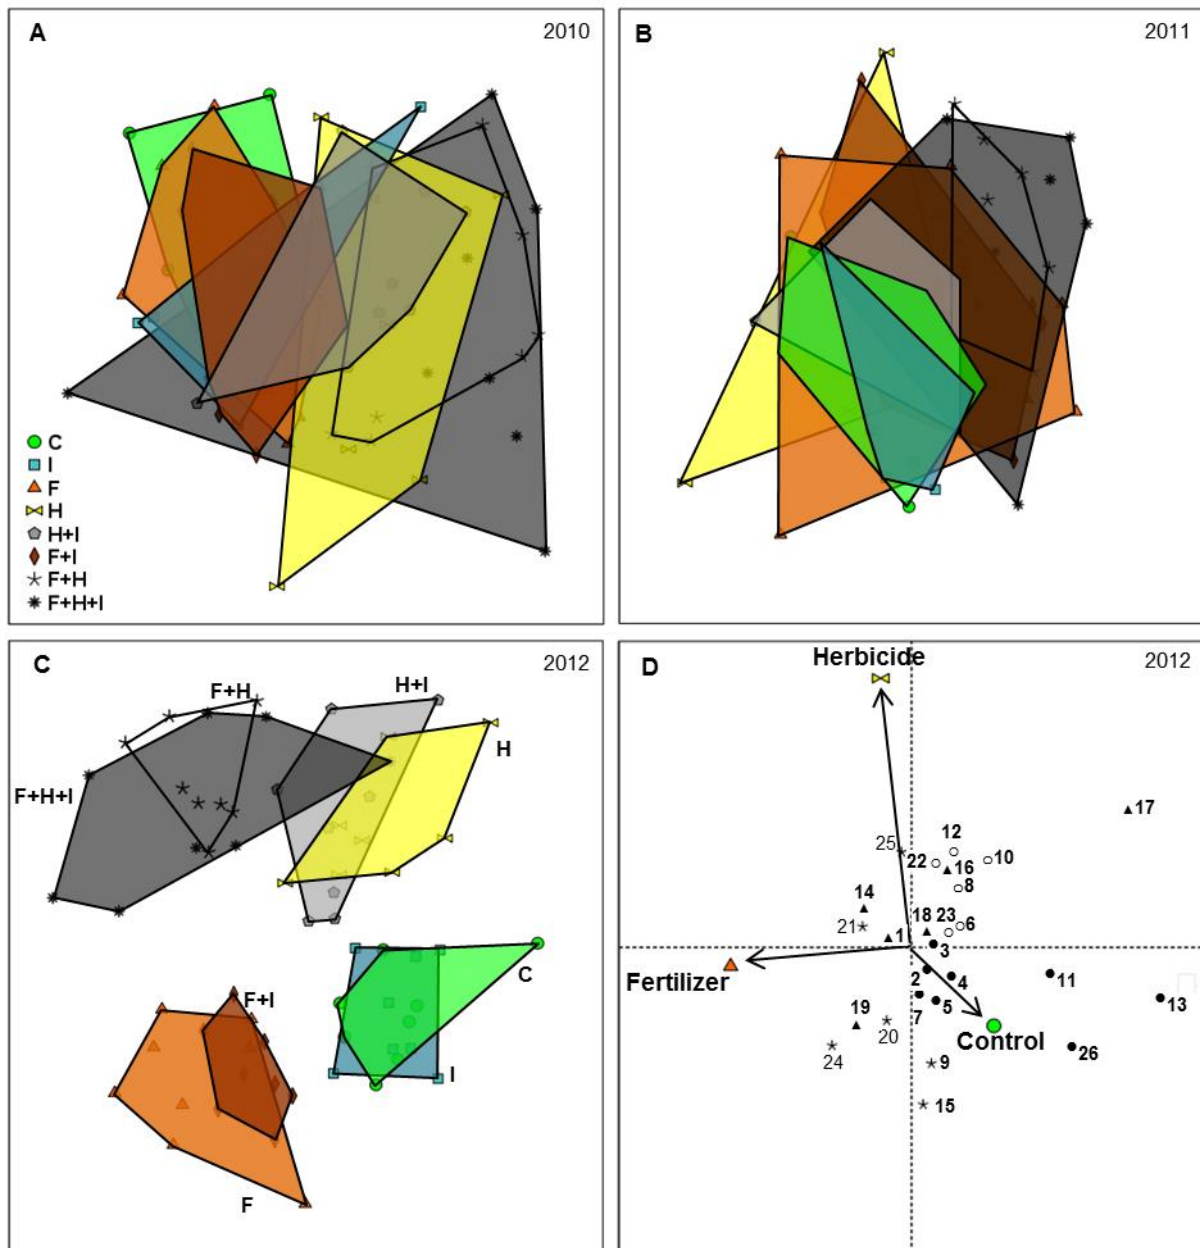 A 2010
C
I
F
H
H+I
F+I
F+H
F+H+I
B 2011
C 2012
F+H
H+I
H
F+H+I
C
F+I
I
F
D 2012
Herbicide
17
12
25
22 16 10
8
14
18 23 6
21 1
3
Fertilizer
2 4 11
13
5
19 7
20
Control
24 26
9
15